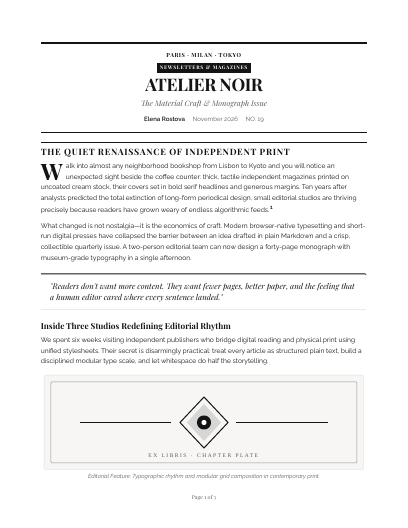 PARIS · MILAN · TOKYO
NEWSLETTERS & MAGAZINES
ATELIER NOIR
The Material Craft & Monograph Issue
Elena Rostova November 2026 NO. 19
THE QUIET RENAISSANCE OF INDEPENDENT PRINT
Walk into almost any neighborhood bookshop from Lisbon to Kyoto and you will notice an
unexpected sight beside the coffee counter: thick, tactile independent magazines printed on
uncoated cream stock, their covers set in bold serif headlines and generous margins. Ten years after
analysts predicted the total extinction of long-form periodical design, small editorial studios are thriving
precisely because readers have grown weary of endless algorithmic feeds.1
What changed is not nostalgia—it is the economics of craft. Modern browser-native typesetting and short-
run digital presses have collapsed the barrier between an idea drafted in plain Markdown and a crisp,
collectible quarterly issue. A two-person editorial team can now design a forty-page monograph with
museum-grade typography in a single afternoon.
"Readers don't want more content. They want fewer pages, better paper, and the feeling that
a human editor cared where every sentence landed."
Inside Three Studios Redefining Editorial Rhythm
We spent six weeks visiting independent publishers who bridge digital reading and physical print using
unified stylesheets. Their secret is disarmingly practical: treat every article as structured plain text, build a
disciplined modular type scale, and let whitespace do half the storytelling.
EX LIBRIS · CHAPTER PLATE
Editorial Feature: Typographic rhythm and modular grid composition in contemporary print.